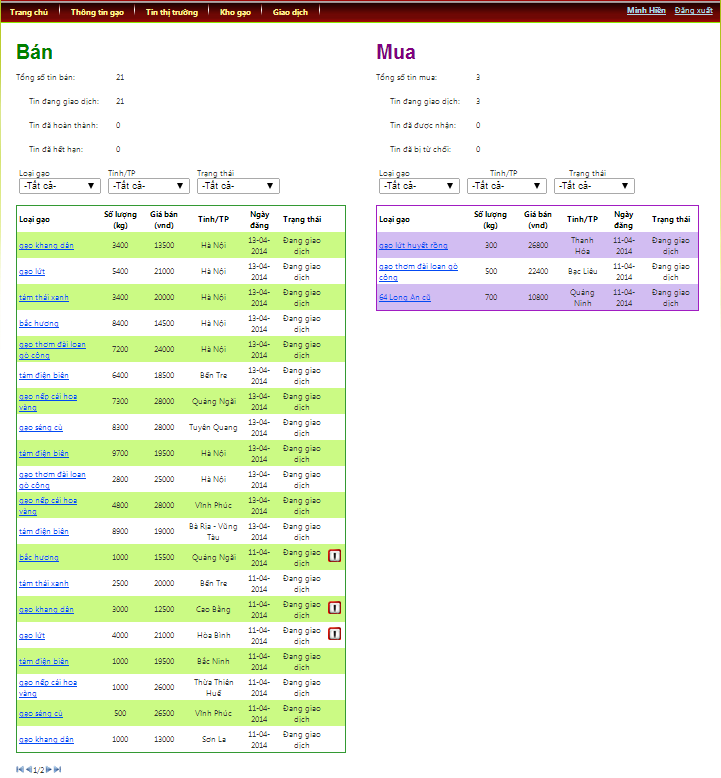 Trang chủ Thông tin gạo Tin thị trường Kho gạo Giao dịch Minh Hiền Đăng xuất
Bán
Tổng số tin bán: 21
Tin đang giao dịch: 21
Tin đã hoàn thành: 0
Tin đã hết hạn: 0
Loại gạo Tỉnh/TP Trạng thái
-Tất cả- -Tất cả- -Tất cả-
Loại gạo Số lượng (kg) Giá bán (vnd) Tỉnh/TP Ngày đăng Trạng thái
gạo khang dân 3400 13500 Hà Nội 13-04-2014 Đang giao dịch
gạo lứt 5400 21000 Hà Nội 13-04-2014 Đang giao dịch
tám thái xanh 3400 20000 Hà Nội 13-04-2014 Đang giao dịch
bắc hương 8400 14500 Hà Nội 13-04-2014 Đang giao dịch
gạo thơm đài loan gò công 7200 24000 Hà Nội 13-04-2014 Đang giao dịch
tám điện biên 6400 18500 Bến Tre 13-04-2014 Đang giao dịch
gạo nếp cái hoa vàng 7300 28000 Quảng Ngãi 13-04-2014 Đang giao dịch
gạo séng cù 8300 28000 Tuyên Quang 13-04-2014 Đang giao dịch
tám điện biên 9700 19500 Hà Nội 13-04-2014 Đang giao dịch
gạo thơm đài loan gò công 2800 25000 Hà Nội 13-04-2014 Đang giao dịch
gạo nếp cái hoa vàng 4800 28000 Vĩnh Phúc 13-04-2014 Đang giao dịch
tám điện biên 8900 19000 Bà Rịa - Vũng Tàu 13-04-2014 Đang giao dịch
bắc hương 1000 15500 Quảng Ngãi 11-04-2014 Đang giao dịch !
tám thái xanh 2500 20000 Bến Tre 11-04-2014 Đang giao dịch
gạo khang dân 3000 12500 Cao Bằng 11-04-2014 Đang giao dịch !
gạo lứt 4000 21000 Hòa Bình 11-04-2014 Đang giao dịch !
tám điện biên 1000 19500 Bắc Ninh 11-04-2014 Đang giao dịch
gạo nếp cái hoa vàng 1000 26000 Thừa Thiên Huế 11-04-2014 Đang giao dịch
gạo séng cù 500 26500 Vĩnh Phúc 11-04-2014 Đang giao dịch
gạo khang dân 1000 13000 Sơn La 11-04-2014 Đang giao dịch
1/2
Mua
Tổng số tin mua: 3
Tin đang giao dịch: 3
Tin đã được nhận: 0
Tin đã bị từ chối: 0
Loại gạo Tỉnh/TP Trạng thái
-Tất cả- -Tất cả- -Tất cả-
Loại gạo Số lượng (kg) Giá bán (vnd) Tỉnh/TP Ngày đăng Trạng thái
gạo lứt huyết rồng 300 26800 Thanh Hóa 11-04-2014 Đang giao dịch
gạo thơm đài loan gò công 500 22400 Bạc Liêu 11-04-2014 Đang giao dịch
64 Long An cũ 700 10800 Quảng Ninh 11-04-2014 Đang giao dịch